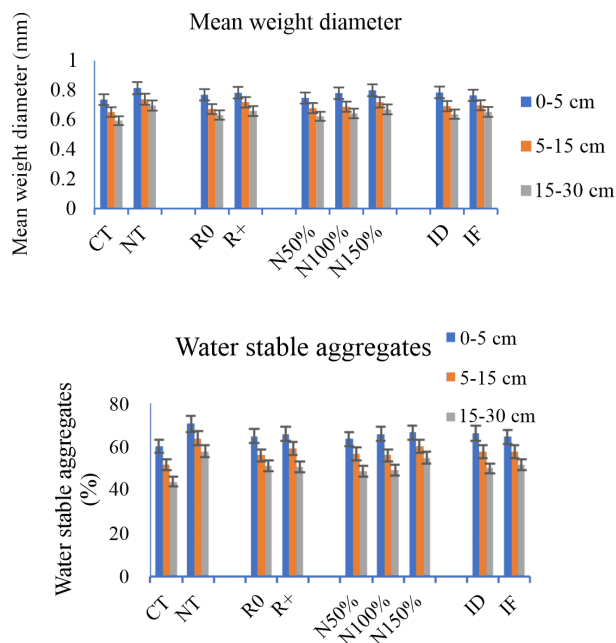 Mean weight diameter
Mean weight diameter (mm)
1
0.8
0.6
0.4
0.2
0
CT
NT
R0
R+
N50%
N100%
N150%
ID
IF
0-5 cm
5-15 cm
15-30 cm
Water stable aggregates
Water stable aggregates
(%)
80
60
40
20
0
CT
NT
R0
R+
N50%
N100%
N150%
ID
IF
0-5 cm
5-15 cm
15-30 cm